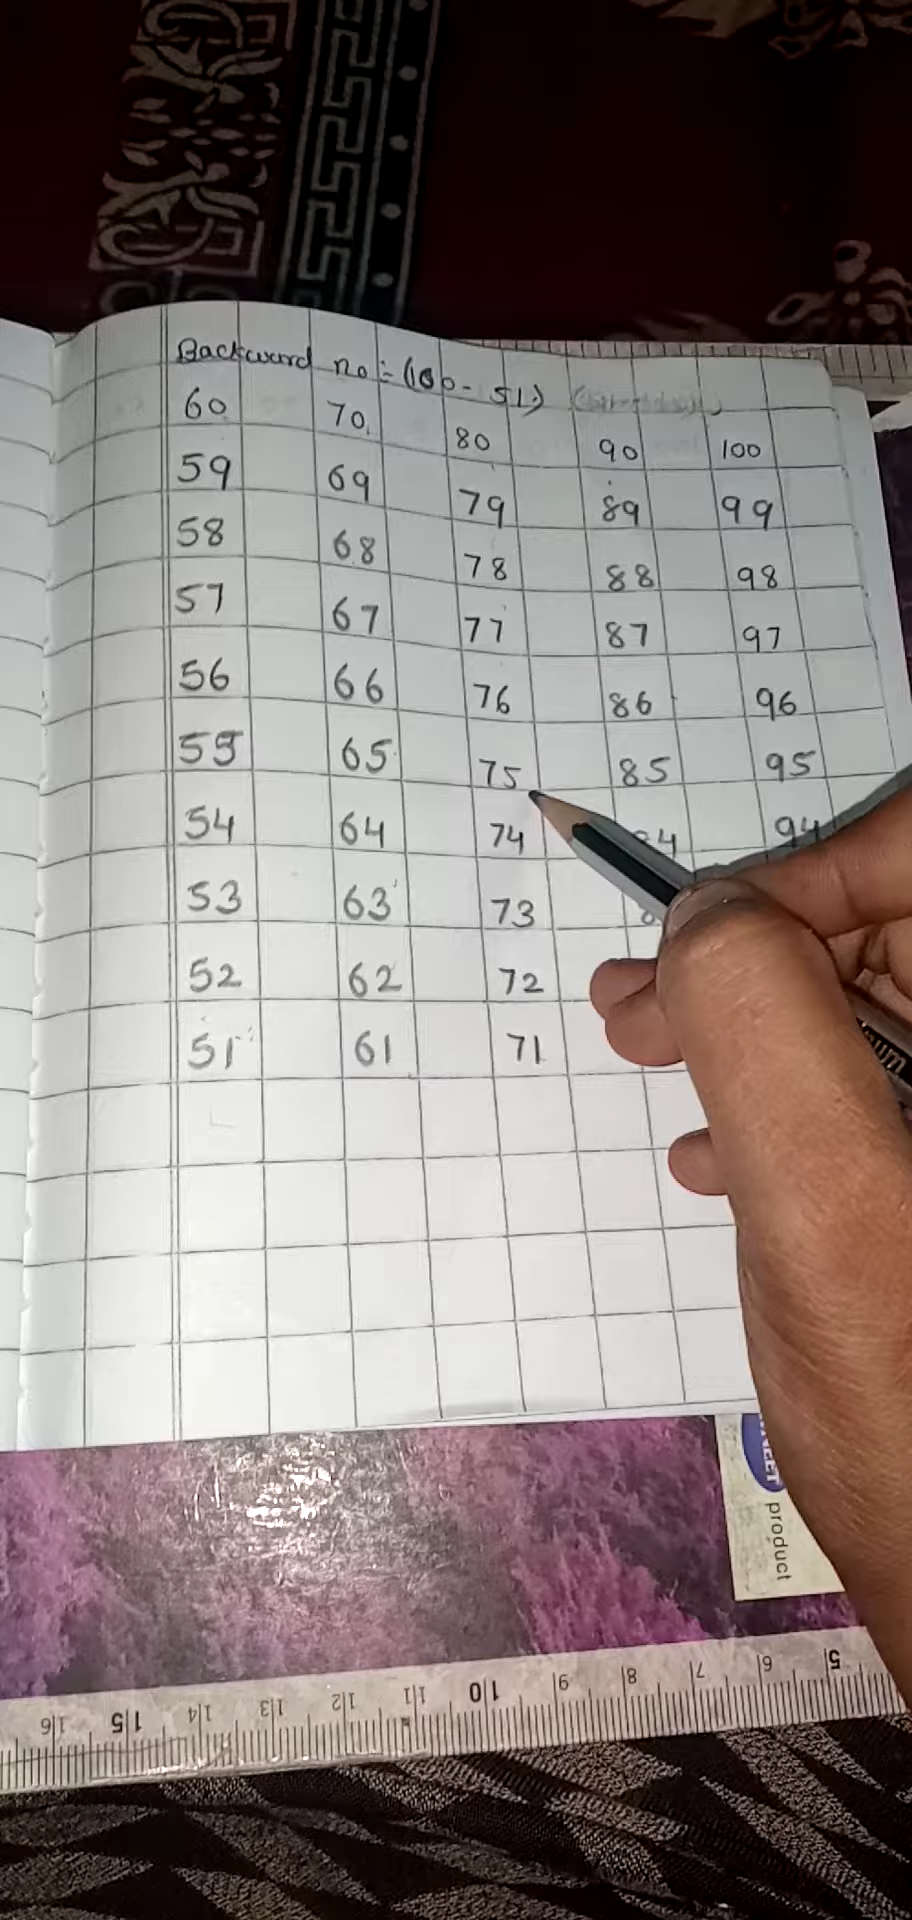 Backward no:- (100-51)
60 70 80 90 100
59 69 79 89 99
58 68 78 88 98
57 67 77 87 97
56 66 76 86 96
55 65 75 85 95
54 64 74 84 94
53 63 73
52 62 72
51 61 71
product
16 15 14 13 12 11 10 9 8 7 6 5